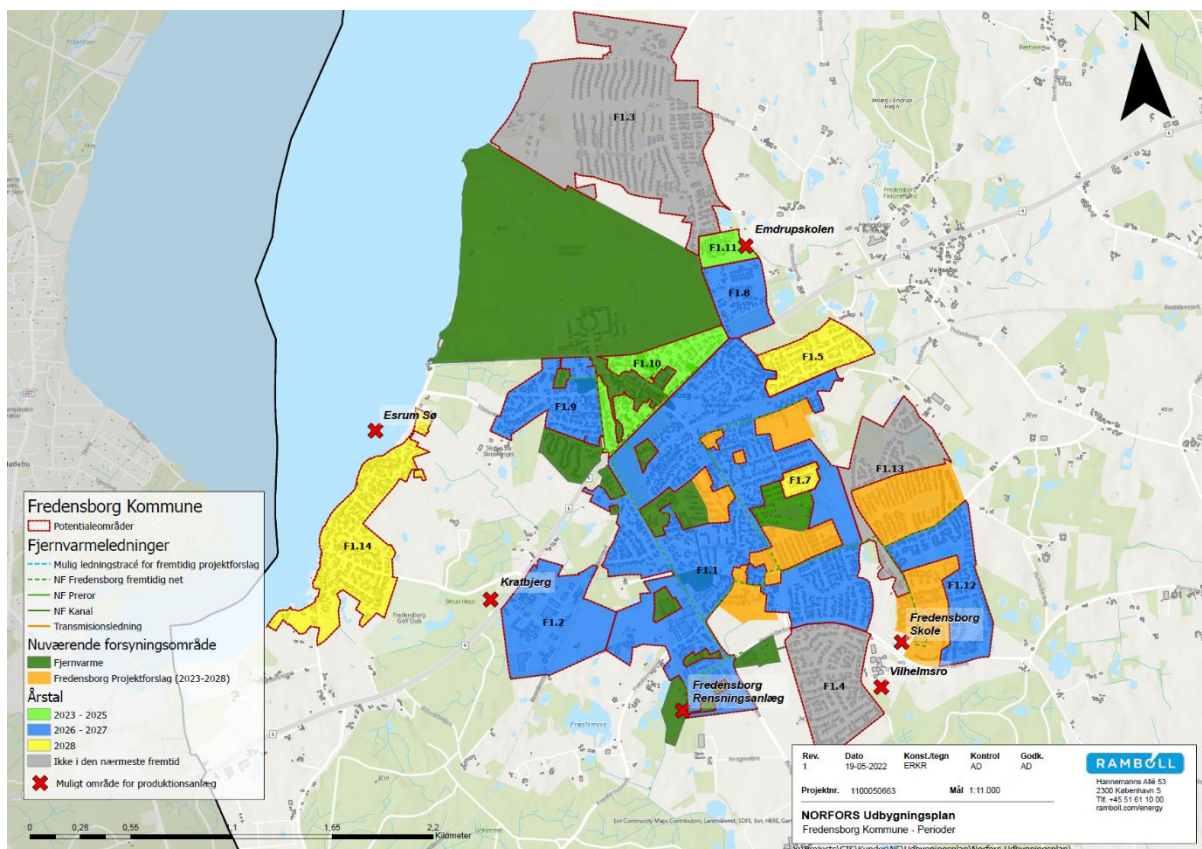 N
F1.3
Emdrupskolen
F1.11
F1.8
F1.10
F1.5
F1.9
Esrum Sø
F1.13
F1.7
F1.14
F1.1
F1.12
Kratbjerg
F1.2
Fredensborg
Skole
Vilhelmsro
F1.4
Fredensborg
Rensningsanlæg
Fredensborg Kommune
Potentialeområder
Fjernvarmeledninger
Mulig ledningstracé for fremtidig projektforslag
NF Fredensborg fremtidig net
NF Preror
NF Kanal
Transmisionsledning
Nuværende forsyningsområde
Fjernvarme
Fredensborg Projektforslag (2023-2028)
Årstal
2023 - 2025
2026 - 2027
2028
Ikke i den nærmeste fremtid
Muligt område for produktionsanlæg
0 0,28 0,55 1,1 1,65 2,2
Kilometer
Rev. Dato Konst./tegn Kontrol Godk.
1 19-05-2022 ERKR AD AD
Projektnr. 1100050663 Mål 1:11.000
NORFORS Udbygningsplan
Fredensborg Kommune - Perioder
RAMBOLL
Hannemanns Allé 53
2300 København S
Tlf. +45 51 61 10 00
ramboll.com/energy